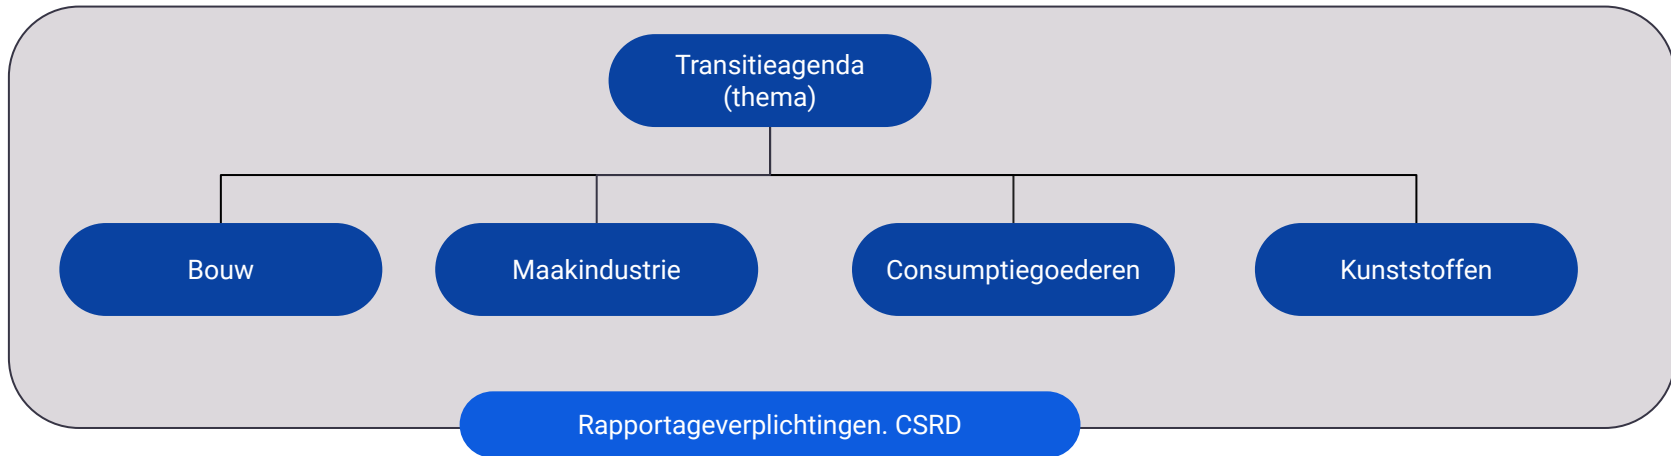 Transitieagenda
(thema)
Bouw
Maakindustrie
Consumptiegoederen
Kunststoffen
Rapportageverplichtingen. CSRD